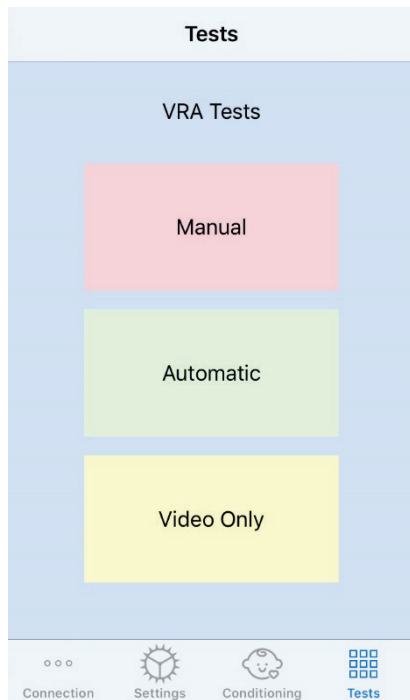 Tests
VRA Tests
Manual
Automatic
Video Only
Connection Settings Conditioning Tests